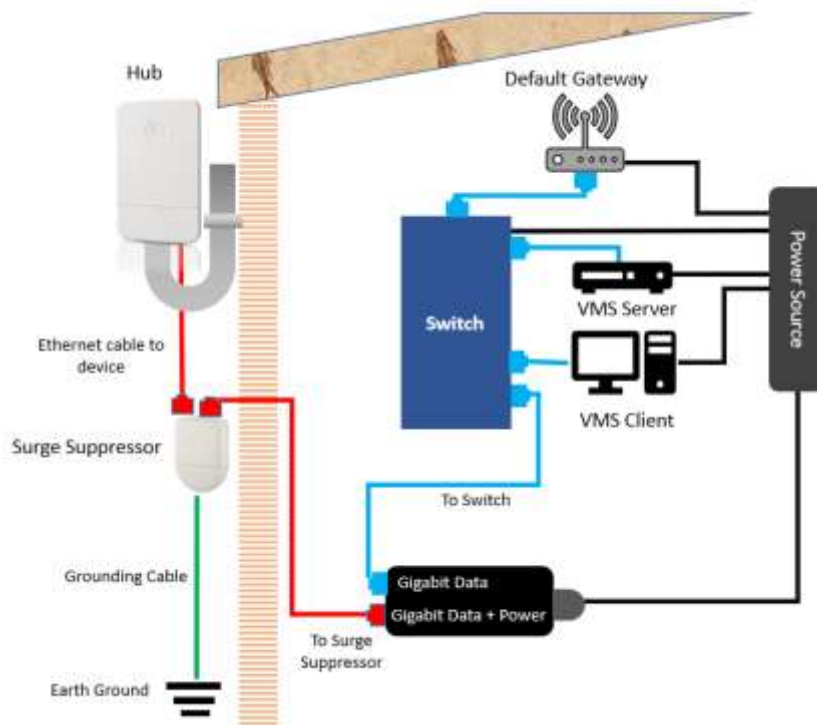 Hub
Default Gateway
Power Source
Switch
VMS Server
Ethernet cable to
device
VMS Client
Surge Suppressor
To Switch
Grounding Cable
Gigabit Data
Gigabit Data + Power
To Surge
Suppressor
Earth Ground